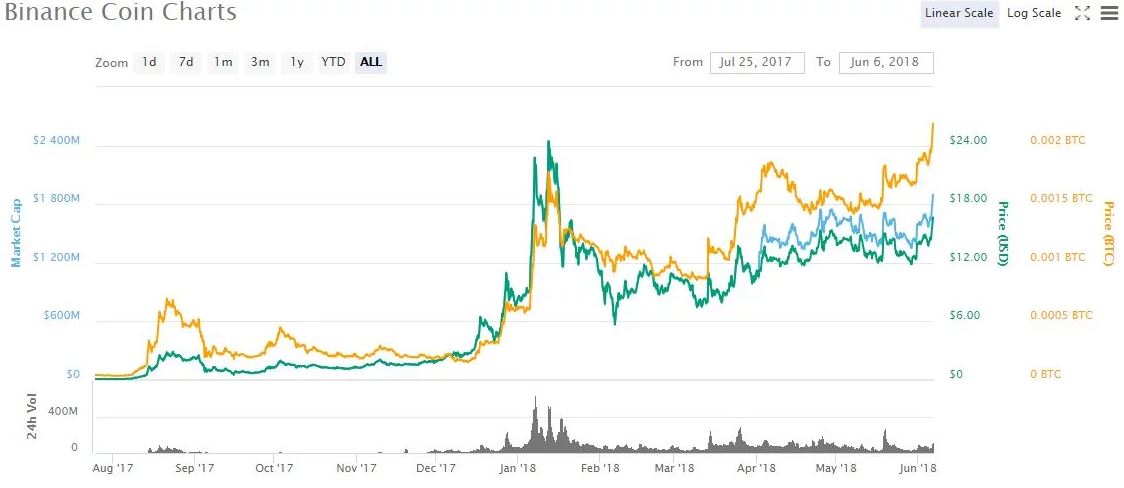 Binance Coin Charts
Linear Scale Log Scale
Zoom 1d 7d 1m 3m 1y YTD ALL From Jul 25, 2017 To Jun 6, 2018
$2 400M $24.00 0.002 BTC
$1 800M $18.00 0.0015 BTC
Market Cap Price (USD) Price (BTC)
$1 200M $12.00 0.001 BTC
$600M $6.00 0.0005 BTC
$0 $0 0 BTC
24h Vol
400M
0
Aug '17 Sep '17 Oct '17 Nov '17 Dec '17 Jan '18 Feb '18 Mar '18 Apr '18 May '18 Jun '18